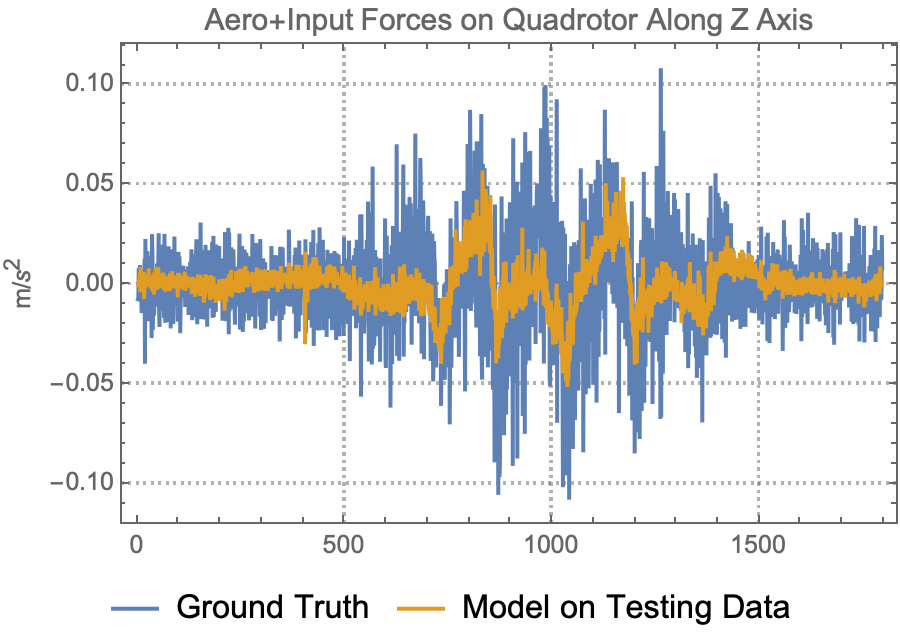 Aero+Input Forces on Quadrotor Along Z Axis
0.10
0.05
0.00
−0.05
−0.10
m/s²
0 500 1000 1500
Ground Truth Model on Testing Data